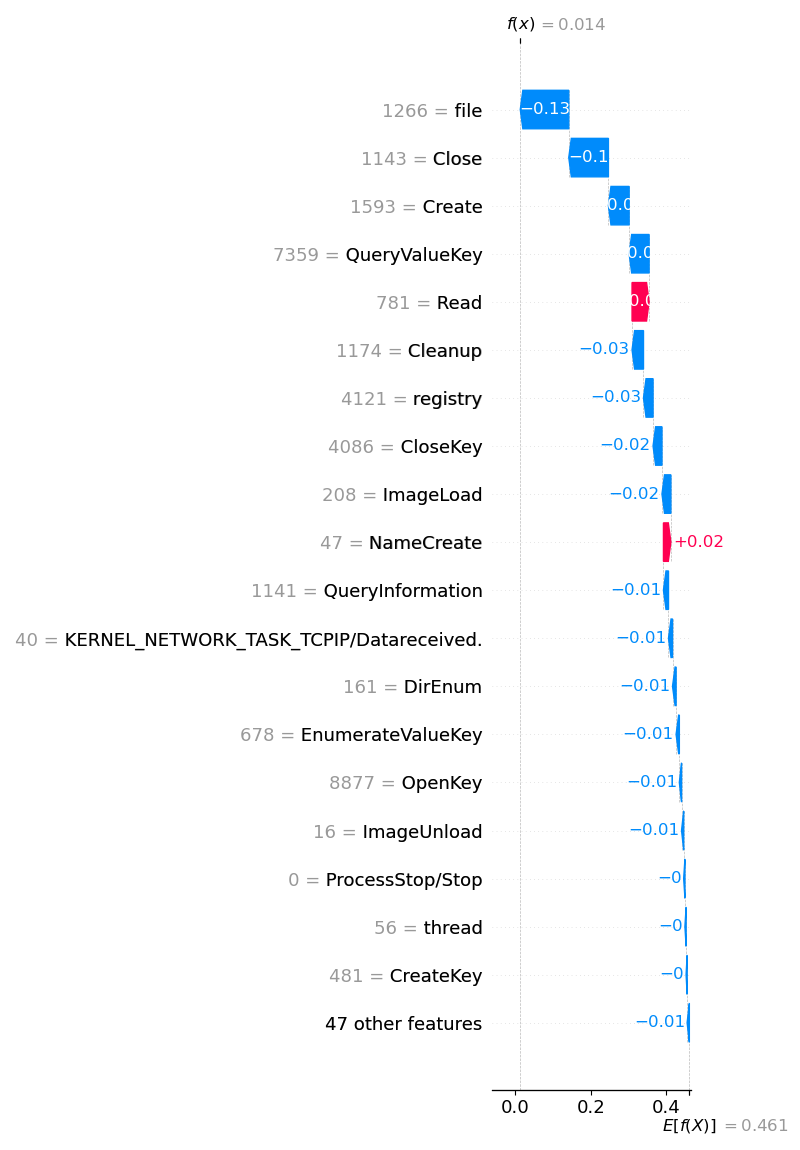 f(x) = 0.014
1266 = file
−0.13
1143 = Close
−0.1
1593 = Create
7359 = QueryValueKey
781 = Read
1174 = Cleanup
−0.03
4121 = registry
−0.03
4086 = CloseKey
−0.02
208 = ImageLoad
−0.02
47 = NameCreate
+0.02
1141 = QueryInformation
−0.01
40 = KERNEL_NETWORK_TASK_TCPIP/Datareceived.
−0.01
161 = DirEnum
−0.01
678 = EnumerateValueKey
−0.01
8877 = OpenKey
−0.01
16 = ImageUnload
−0.01
0 = ProcessStop/Stop
−0
56 = thread
−0
481 = CreateKey
−0
47 other features
−0.01
0.0 0.2 0.4
E[f(X)] = 0.461